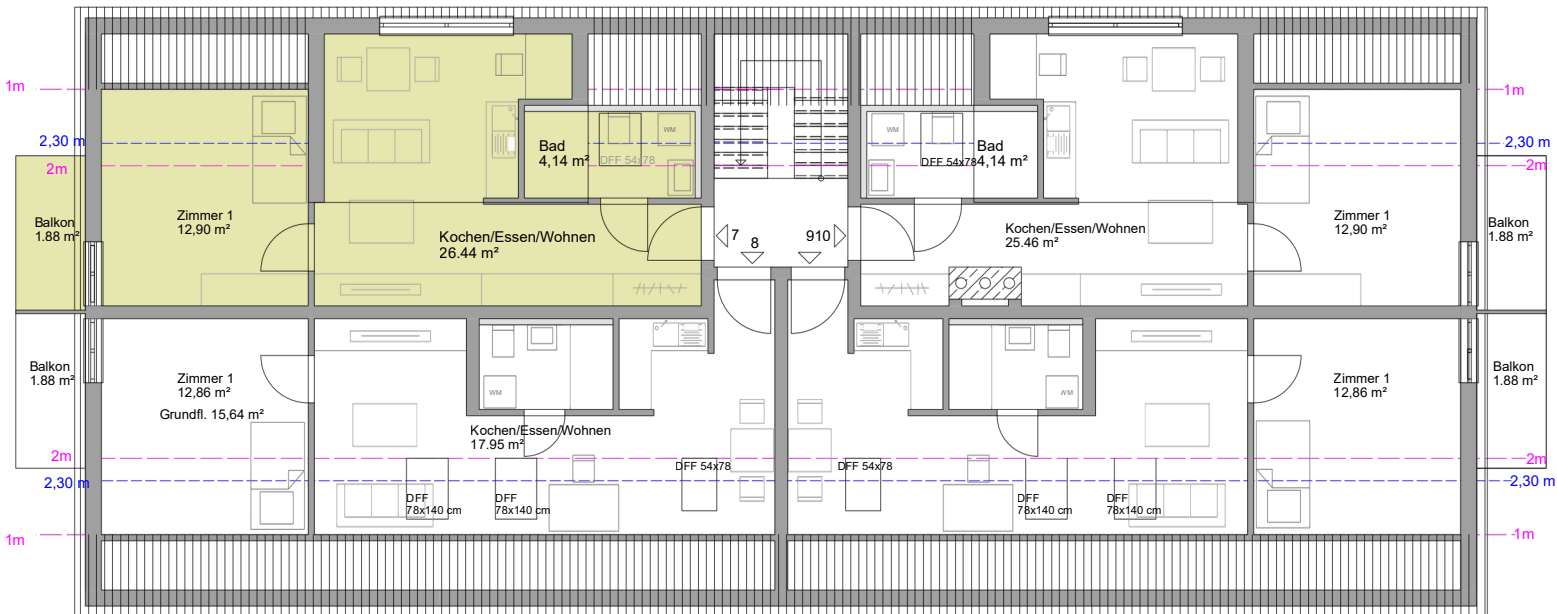 1m
1m
2,30 m
2,30 m
2m
2m
Bad
4,14 m²
WM
DFF 54x78
WM
Bad
4,14 m²
DFF 54x78
Balkon
1.88 m²
Zimmer 1
12,90 m²
Kochen/Essen/Wohnen
26.44 m²
7
8
910
Kochen/Essen/Wohnen
25.46 m²
Zimmer 1
12,90 m²
Balkon
1.88 m²
Balkon
1.88 m²
Zimmer 1
12,86 m²
Grundfl. 15,64 m²
WM
WM
Kochen/Essen/Wohnen
17.95 m²
Zimmer 1
12,86 m²
Balkon
1.88 m²
2m
2m
DFF 54x78
DFF 54x78
2,30 m
2,30 m
DFF
78x140 cm
DFF
78x140 cm
DFF
78x140 cm
DFF
78x140 cm
1m
1m